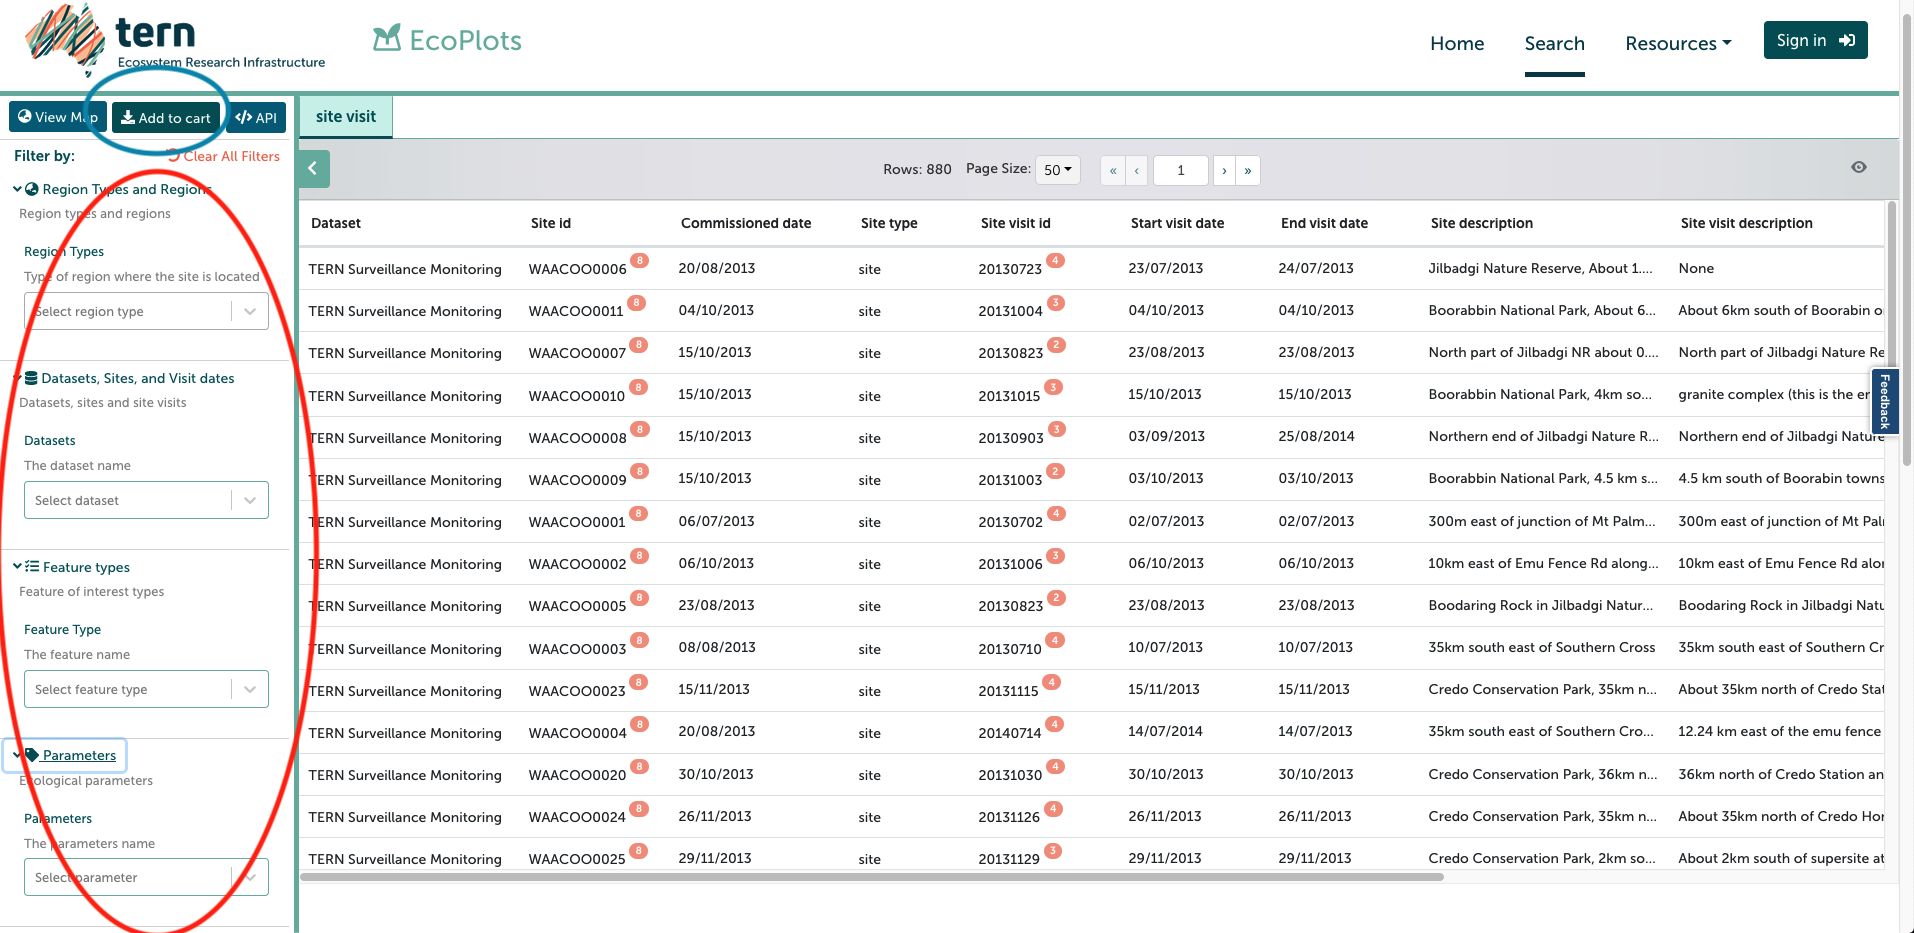 tern
Ecosystem Research Infrastructure
EcoPlots
Home
Search
Resources
Sign in
View Map
Add to cart
</> API
Filter by:
Clear All Filters
Region Types and Regions
Region types and regions
Region Types
Type of region where the site is located
Select region type
Datasets, Sites, and Visit dates
Datasets, sites and site visits
Datasets
The dataset name
Select dataset
Feature types
Feature of interest types
Feature Type
The feature name
Select feature type
Parameters
Ecological parameters
Parameters
The parameters name
Select parameter
site visit
Rows: 880 Page Size: 50 « ‹ 1 › »
Dataset Site id Commissioned date Site type Site visit id Start visit date End visit date Site description Site visit description
TERN Surveillance Monitoring WAACOO0006 8 20/08/2013 site 20130723 4 23/07/2013 24/07/2013 Jilbadgi Nature Reserve, About 1.... None
TERN Surveillance Monitoring WAACOO0011 8 04/10/2013 site 20131004 3 04/10/2013 04/10/2013 Boorabbin National Park, About 6... About 6km south of Boorabin o
TERN Surveillance Monitoring WAACOO0007 8 15/10/2013 site 20130823 2 23/08/2013 23/08/2013 North part of Jilbadgi NR about 0.... North part of Jilbadgi Nature Re
TERN Surveillance Monitoring WAACOO0010 8 15/10/2013 site 20131015 3 15/10/2013 15/10/2013 Boorabbin National Park, 4km so... granite complex (this is the er
TERN Surveillance Monitoring WAACOO0008 8 15/10/2013 site 20130903 3 03/09/2013 25/08/2014 Northern end of Jilbadgi Nature R... Northern end of Jilbadgi Nature
TERN Surveillance Monitoring WAACOO0009 8 15/10/2013 site 20131003 2 03/10/2013 03/10/2013 Boorabbin National Park, 4.5 km s... 4.5 km south of Boorabin towns
TERN Surveillance Monitoring WAACOO0001 8 06/07/2013 site 20130702 4 02/07/2013 02/07/2013 300m east of junction of Mt Palm... 300m east of junction of Mt Pal
TERN Surveillance Monitoring WAACOO0002 8 06/10/2013 site 20131006 3 06/10/2013 06/10/2013 10km east of Emu Fence Rd along... 10km east of Emu Fence Rd alo
TERN Surveillance Monitoring WAACOO0005 8 23/08/2013 site 20130823 2 23/08/2013 23/08/2013 Boodaring Rock in Jilbadgi Natur... Boodaring Rock in Jilbadgi Natu
TERN Surveillance Monitoring WAACOO0003 8 08/08/2013 site 20130710 4 10/07/2013 10/07/2013 35km south east of Southern Cross 35km south east of Southern Cr
TERN Surveillance Monitoring WAACOO0023 8 15/11/2013 site 20131115 4 15/11/2013 15/11/2013 Credo Conservation Park, 35km n... About 35km north of Credo Stat
TERN Surveillance Monitoring WAACOO0004 8 20/08/2013 site 20140714 4 14/07/2014 14/07/2013 35km south east of Southern Cro... 12.24 km east of the emu fence
TERN Surveillance Monitoring WAACOO0020 8 30/10/2013 site 20131030 4 30/10/2013 30/10/2013 Credo Conservation Park, 36km n... 36km north of Credo Station an
TERN Surveillance Monitoring WAACOO0024 8 26/11/2013 site 20131126 4 26/11/2013 26/11/2013 Credo Conservation Park, 35km n... About 35km north of Credo Hor
TERN Surveillance Monitoring WAACOO0025 8 29/11/2013 site 20131129 3 29/11/2013 29/11/2013 Credo Conservation Park, 2km so... About 2km south of supersite at
Feedback